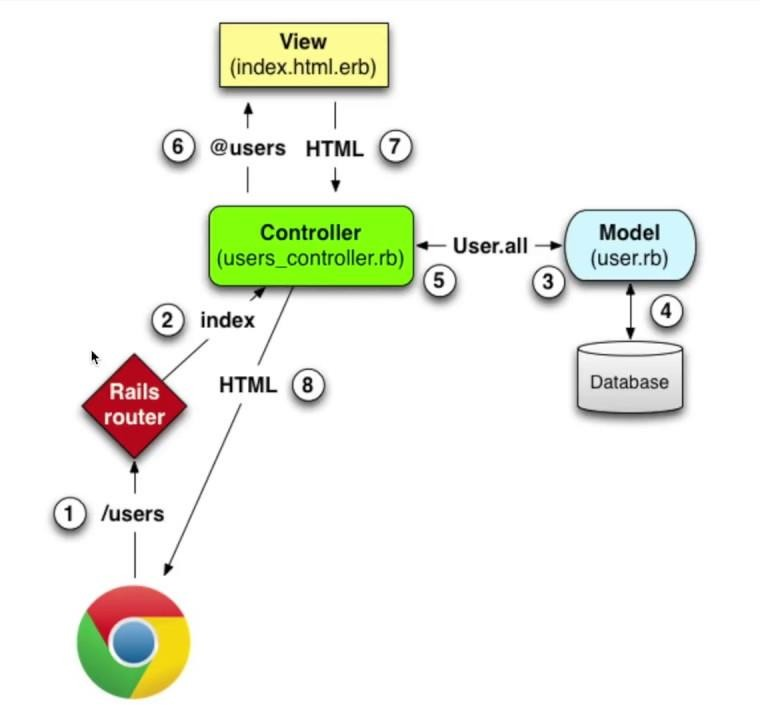 View
(index.html.erb)
6 @users HTML 7
Controller
(users_controller.rb)
User.all
Model
(user.rb)
5
3
4
2 index
Database
Rails
router
HTML 8
1 /users